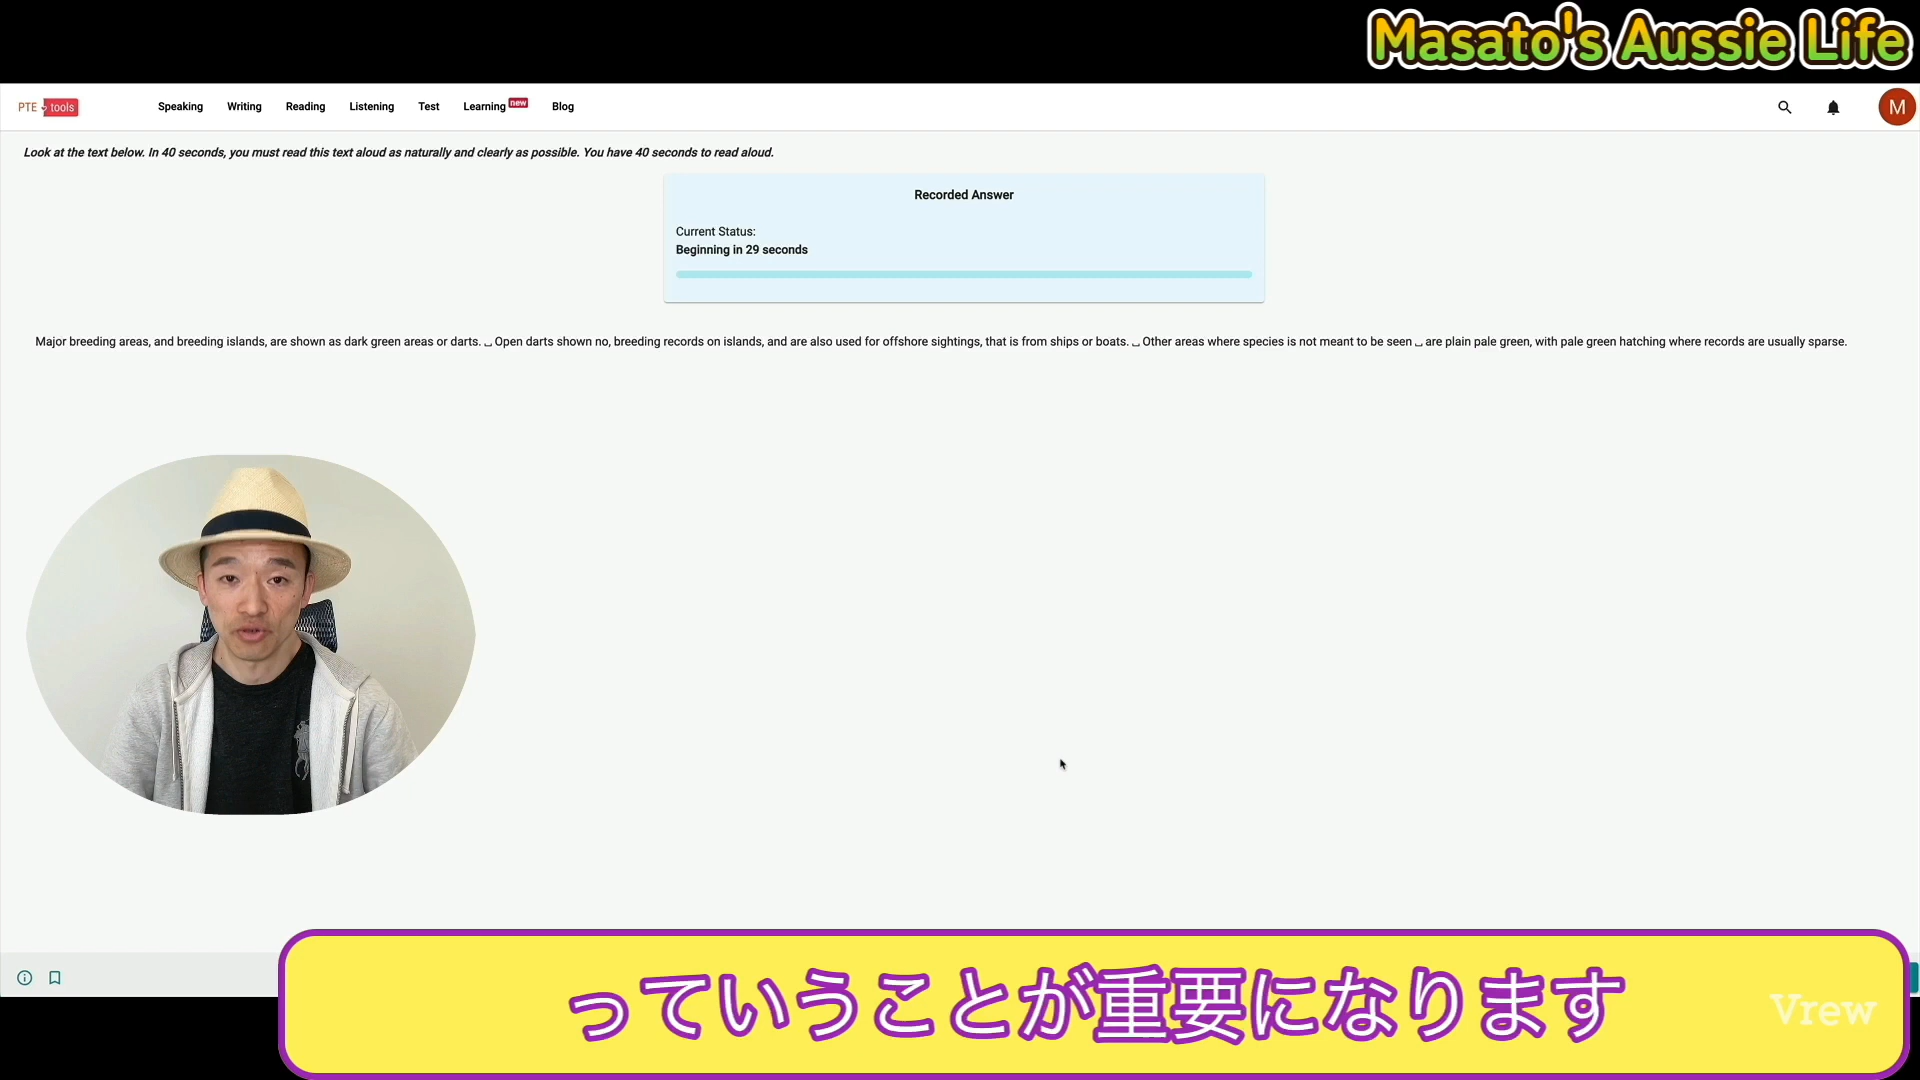 Masato's Aussie Life
PTE tools Speaking Writing Reading Listening Test Learning new Blog M
Look at the text below. In 40 seconds, you must read this text aloud as naturally and clearly as possible. You have 40 seconds to read aloud.
Recorded Answer
Current Status:
Beginning in 29 seconds
Major breeding areas, and breeding islands, are shown as dark green areas or darts. ⎵ Open darts shown no, breeding records on islands, and are also used for offshore sightings, that is from ships or boats. ⎵ Other areas where species is not meant to be seen ⎵ are plain pale green, with pale green hatching where records are usually sparse.
っていうことが重要になります
Vrew